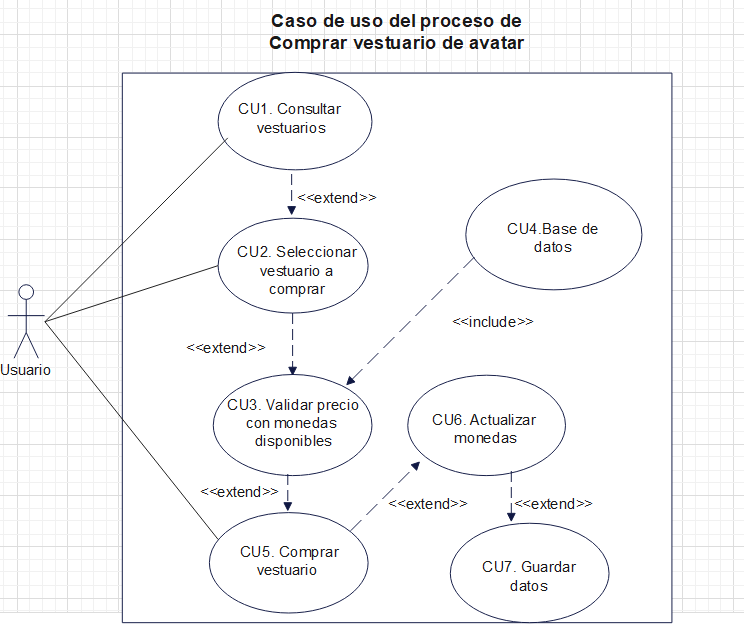 Caso de uso del proceso de
Comprar vestuario de avatar
CU1. Consultar
vestuarios
<<extend>>
CU2. Seleccionar
vestuario a
comprar
CU4.Base de
datos
<<include>>
<<extend>>
Usuario
CU3. Validar precio
con monedas
disponibles
CU6. Actualizar
monedas
<<extend>>
<<extend>>
<<extend>>
CU5. Comprar
vestuario
CU7. Guardar
datos